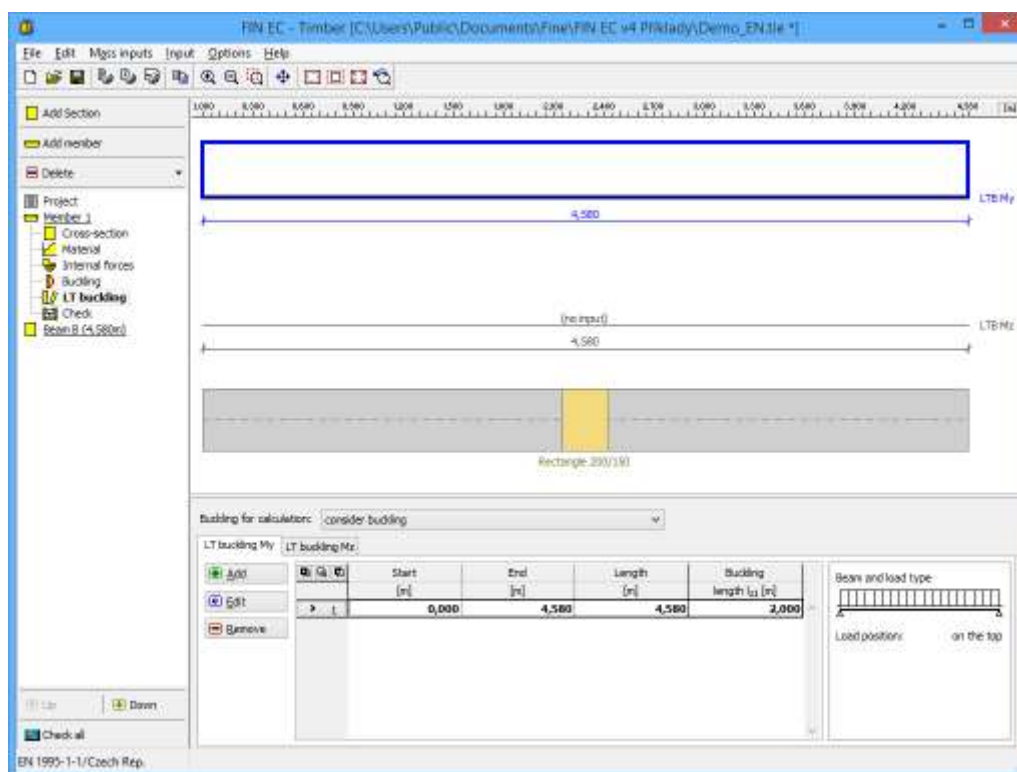 FIN EC - Timber [C:\Users\Public\Documents\Fine\FIN EC v4 Příklady\Demo_EN.tle *]
File Edit Mass inputs Input Options Help
Add Section
Add member
Delete
Project
Member 1
Cross-section
Material
Internal forces
Buckling
LT buckling
Check
Beam B (4,580m)
LTB My
4,580
(no input)
LTB Mz
4,580
Rectangle
Buckling for calculation: consider buckling
LT buckling My LT buckling Mz
Add
Edit
Remove
Start End Length Buckling
[m] [m] [m] length [m]
1 0,000 4,580 4,580 2,000
Beam and load type
Load position: on the top
Up Down
Check all
EN 1995-1-1/Czech Rep.